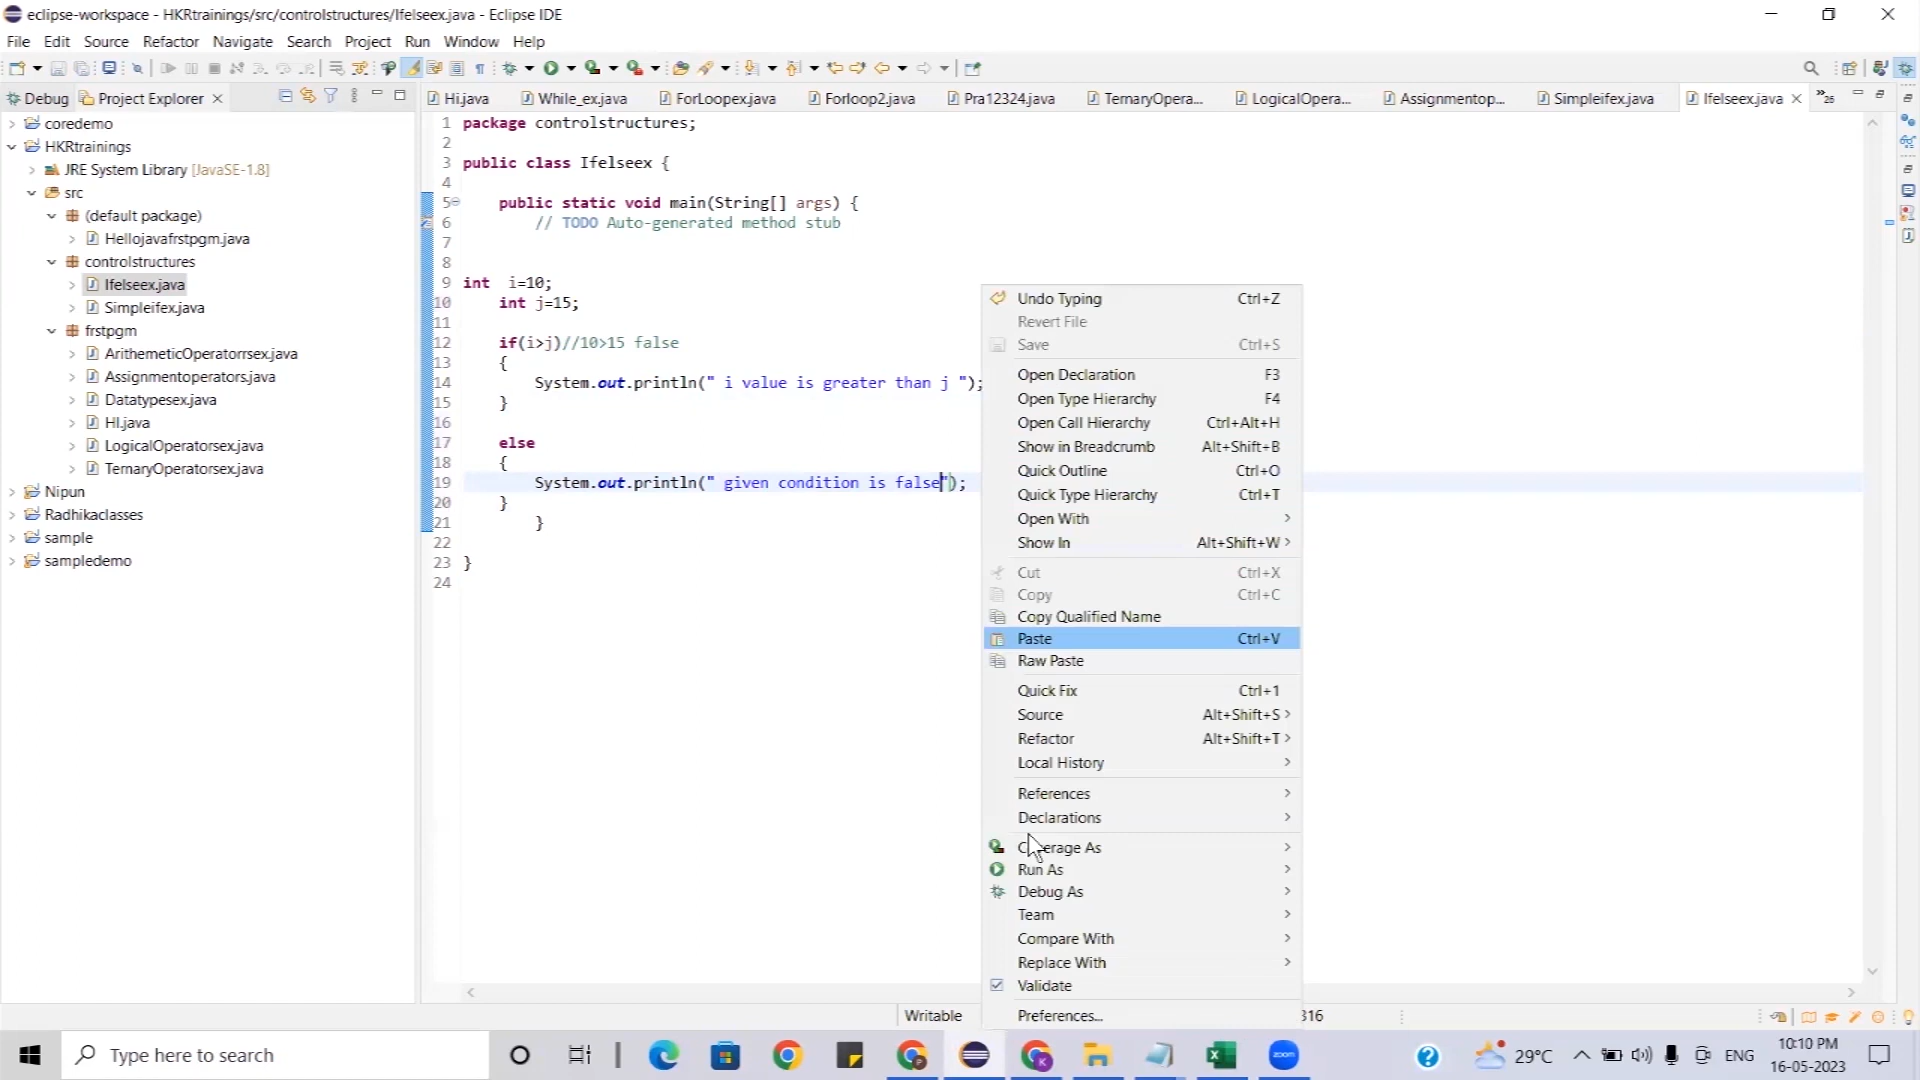 eclipse-workspace - HKRtrainings/src/controlstructures/Ifelseex.java - Eclipse IDE
File Edit Source Refactor Navigate Search Project Run Window Help
Debug Project Explorer
Hi.java While_ex.java ForLoopex.java Forloop2.java Pra12324.java TernaryOpera... LogicalOpera... Assignmentop... Simpleifex.java Ifelseex.java »26
coredemo
HKRtrainings
JRE System Library [JavaSE-1.8]
src
(default package)
Hellojavafrstpgm.java
controlstructures
Ifelseex.java
Simpleifex.java
frstpgm
ArithemeticOperatorrsex.java
Assignmentoperators.java
Datatypesex.java
HI.java
LogicalOperatorsex.java
TernaryOperatorsex.java
Nipun
Radhikaclasses
sample
sampledemo
1 package controlstructures;
2
3 public class Ifelseex {
4
5 public static void main(String[] args) {
6 // TODO Auto-generated method stub
7
8
9 int i=10;
10 int j=15;
11
12 if(i>j)//10>15 false
13 {
14 System.out.println(" i value is greater than j ");
15 }
16
17 else
18 {
19 System.out.println(" given condition is false");
20 }
21 }
22
23 }
24
Undo Typing Ctrl+Z
Revert File
Save Ctrl+S
Open Declaration F3
Open Type Hierarchy F4
Open Call Hierarchy Ctrl+Alt+H
Show in Breadcrumb Alt+Shift+B
Quick Outline Ctrl+O
Quick Type Hierarchy Ctrl+T
Open With
Show In Alt+Shift+W
Cut Ctrl+X
Copy Ctrl+C
Copy Qualified Name
Paste Ctrl+V
Raw Paste
Quick Fix Ctrl+1
Source Alt+Shift+S
Refactor Alt+Shift+T
Local History
References
Declarations
Coverage As
Run As
Debug As
Team
Compare With
Replace With
Validate
Preferences...
Writable 316
Type here to search
zoom
29°C ENG
10:10 PM
16-05-2023